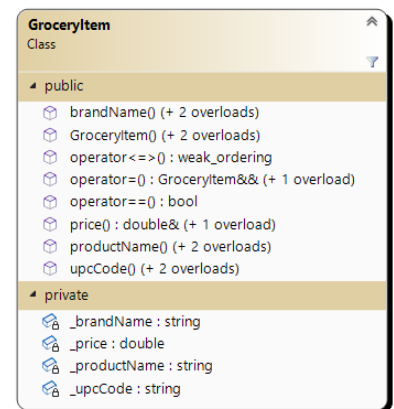 GroceryItem
Class
public
brandName() (+ 2 overloads)
GroceryItem() (+ 2 overloads)
operator<=>() : weak_ordering
operator=() : GroceryItem&& (+ 1 overload)
operator==() : bool
price() : double& (+ 1 overload)
productName() (+ 2 overloads)
upcCode() (+ 2 overloads)
private
_brandName : string
_price : double
_productName : string
_upcCode : string